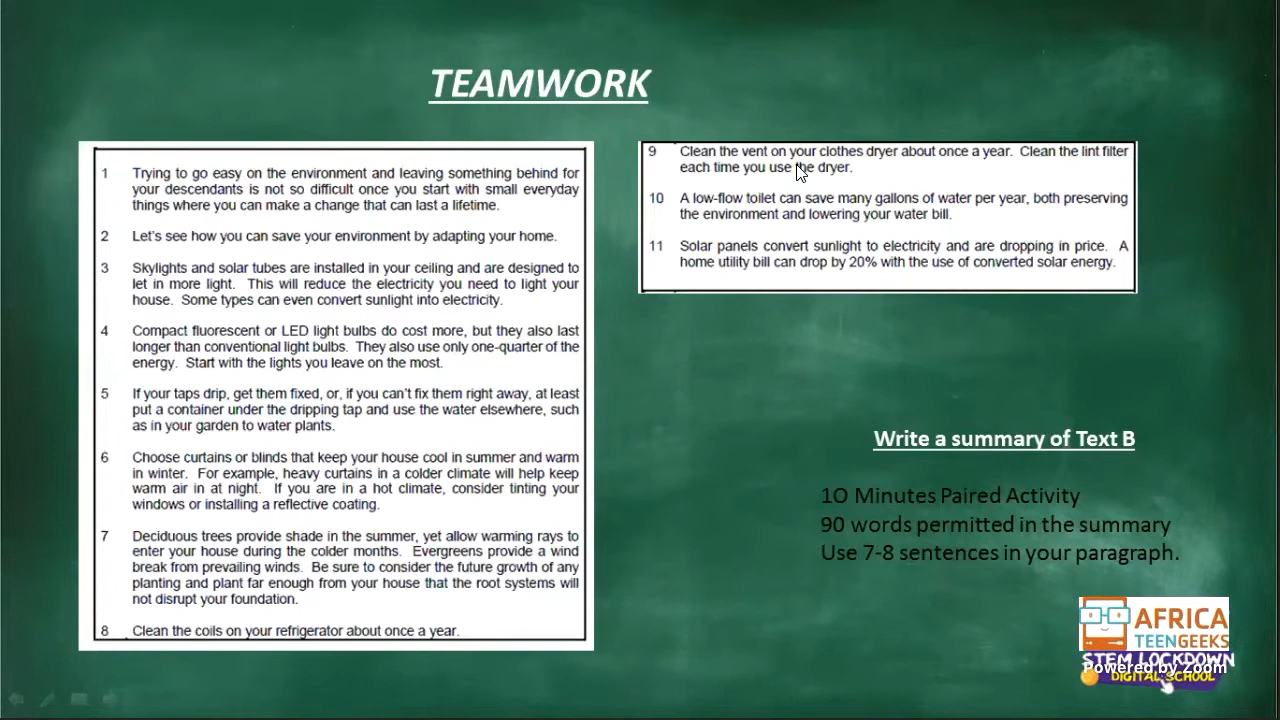 TEAMWORK
1 Trying to go easy on the environment and leaving something behind for
your descendants is not so difficult once you start with small everyday
things where you can make a change that can last a lifetime.
2 Let's see how you can save your environment by adapting your home.
3 Skylights and solar tubes are installed in your ceiling and are designed to
let in more light. This will reduce the electricity you need to light your
house. Some types can even convert sunlight into electricity.
4 Compact fluorescent or LED light bulbs do cost more, but they also last
longer than conventional light bulbs. They also use only one-quarter of the
energy. Start with the lights you leave on the most.
5 If your taps drip, get them fixed, or, if you can't fix them right away, at least
put a container under the dripping tap and use the water elsewhere, such
as in your garden to water plants.
6 Choose curtains or blinds that keep your house cool in summer and warm
in winter. For example, heavy curtains in a colder climate will help keep
warm air in at night. If you are in a hot climate, consider tinting your
windows or installing a reflective coating.
7 Deciduous trees provide shade in the summer, yet allow warming rays to
enter your house during the colder months. Evergreens provide a wind
break from prevailing winds. Be sure to consider the future growth of any
planting and plant far enough from your house that the root systems will
not disrupt your foundation.
8 Clean the coils on your refrigerator about once a year.
9 Clean the vent on your clothes dryer about once a year. Clean the lint filter
each time you use the dryer.
10 A low-flow toilet can save many gallons of water per year, both preserving
the environment and lowering your water bill.
11 Solar panels convert sunlight to electricity and are dropping in price. A
home utility bill can drop by 20% with the use of converted solar energy.
Write a summary of Text B
1O Minutes Paired Activity
90 words permitted in the summary
Use 7-8 sentences in your paragraph.
AFRICA
TEENGEEKS
STEM LOCKDOWN
Powered by Zoom
DIGITAL SCHOOL